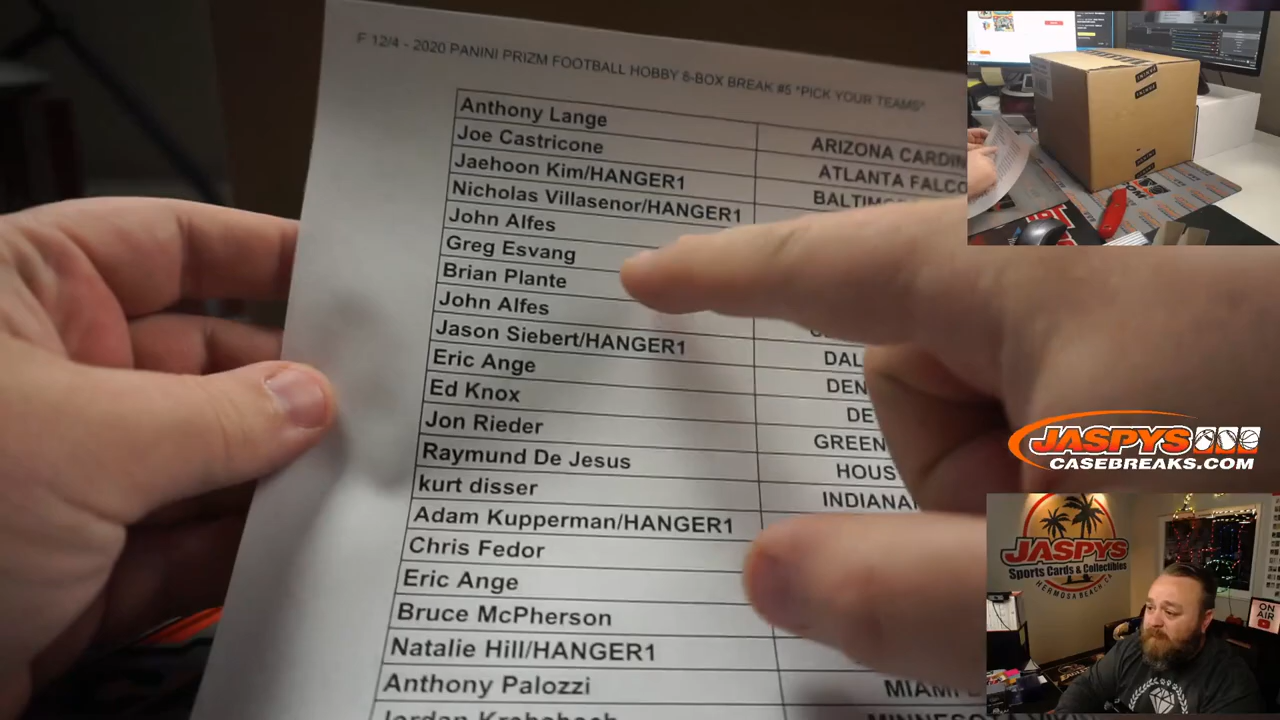 F 12/4 - 2020 PANINI PRIZM FOOTBALL HOBBY 8-BOX BREAK #5 *PICK YOUR TEAMS*
Anthony Lange
ARIZONA CARDIN
Joe Castricone
ATLANTA FALCO
Jaehoon Kim/HANGER1
BALTIM
Nicholas Villasenor/HANGER1
John Alfes
Greg Esvang
Brian Plante
John Alfes
Jason Siebert/HANGER1
DAL
Eric Ange
DEN
Ed Knox
DE
Jon Rieder
GREEN
Raymund De Jesus
HOUS
kurt disser
INDIANA
Adam Kupperman/HANGER1
Chris Fedor
Eric Ange
Bruce McPherson
Natalie Hill/HANGER1
Anthony Palozzi
MIAMI
JASPYS
CASEBREAKS.COM
JASPYS
Sports Cards & Collectibles
HERMOSA BEACH, CA
ON
AIR